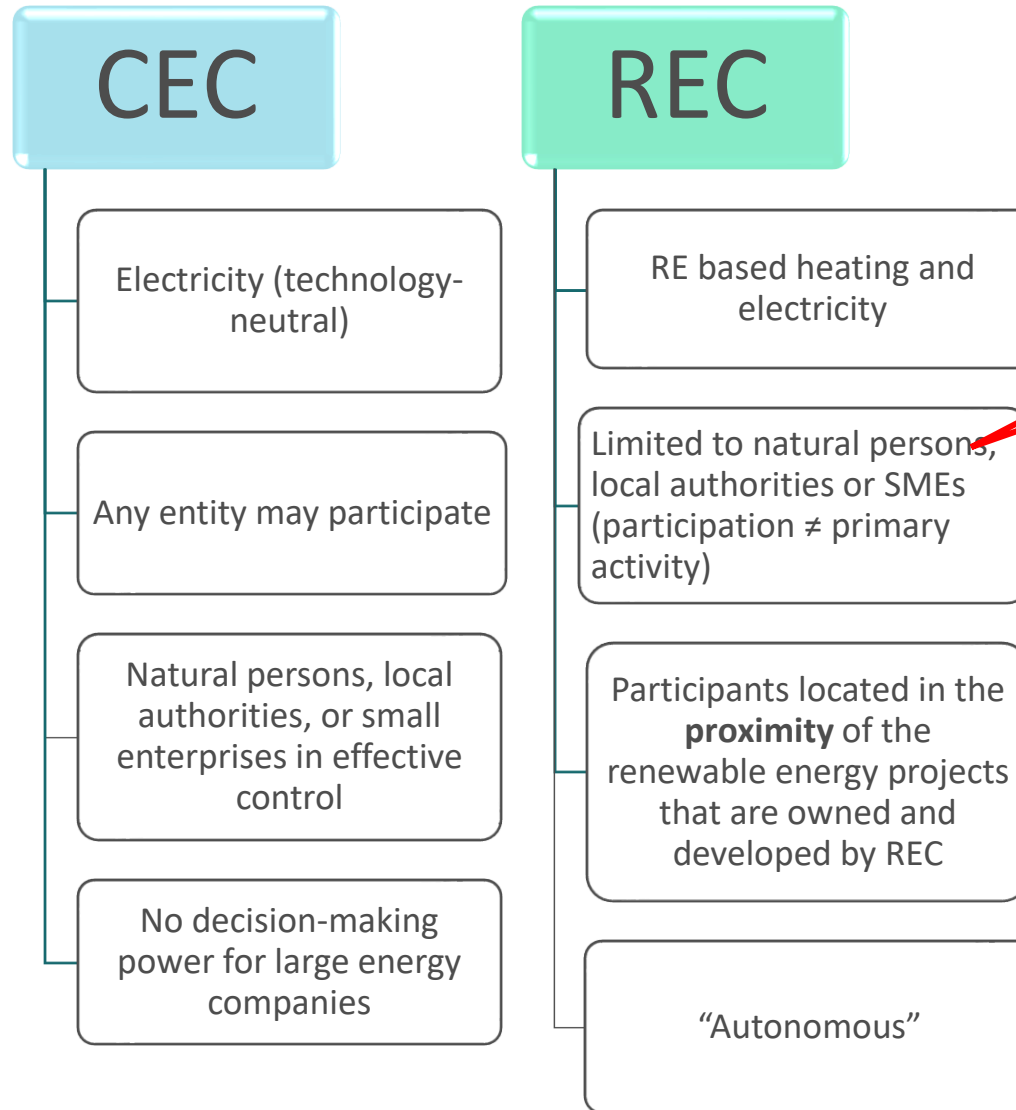 CEC
Electricity (technology-
neutral)
Any entity may participate
Natural persons, local
authorities, or small
enterprises in effective
control
No decision-making
power for large energy
companies
REC
RE based heating and
electricity
Limited to natural persons,
local authorities or SMEs
(participation ≠ primary
activity)
Participants located in the
proximity of the
renewable energy projects
that are owned and
developed by REC
“Autonomous”